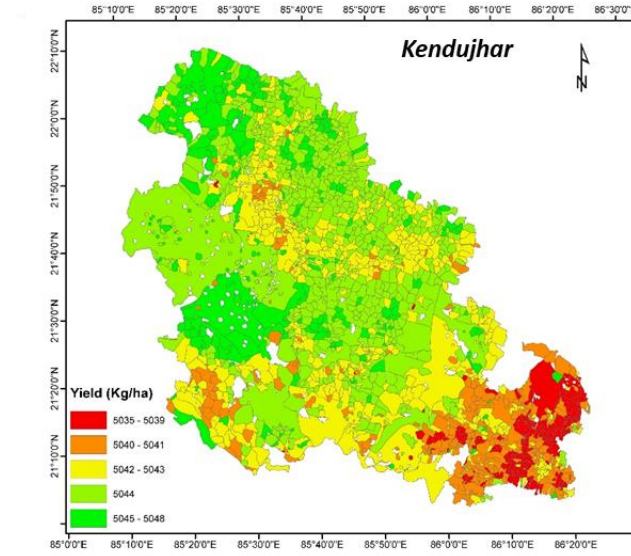 85°10'0"E 85°20'0"E 85°30'0"E 85°40'0"E 85°50'0"E 86°0'0"E 86°10'0"E 86°20'0"E 86°30'0"E
Kendujhar
N
22°10'0"N
22°0'0"N
21°50'0"N
21°40'0"N
21°30'0"N
21°20'0"N
21°10'0"N
Yield (Kg/ha)
5035 - 5039
5040 - 5041
5042 - 5043
5044
5045 - 5048
85°0'0"E 85°10'0"E 85°20'0"E 85°30'0"E 85°40'0"E 85°50'0"E 86°0'0"E 86°10'0"E 86°20'0"E